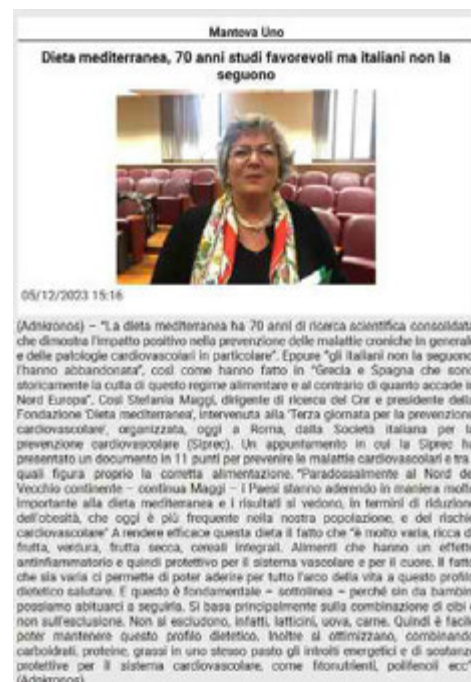 Mantova Uno
Dieta mediterranea, 70 anni studi favorevoli ma italiani non la
seguono
05/12/2023 15:16
(Adnkronos) – "La dieta mediterranea ha 70 anni di ricerca scientifica consolidata
che dimostra l'impatto positivo nella prevenzione delle malattie croniche in generale
e delle patologie cardiovascolari in particolare". Eppure "gli italiani non la seguono
l'hanno abbandonata", così come hanno fatto in "Grecia e Spagna che sono
storicamente la culla di questo regime alimentare e al contrario di quanto accade
Nord Europa". Così Stefania Maggi, dirigente di ricerca del Cnr e presidente della
Fondazione 'Dieta mediterranea', intervenuta alla 'Terza giornata per la prevenzione
cardiovascolare', organizzata, oggi a Roma, dalla Società italiana per la
prevenzione cardiovascolare (Siprec). Un appuntamento in cui la Siprec ha
presentato un documento in 11 punti per prevenire le malattie cardiovascolari e tra
quali figura proprio la corretta alimentazione. "Paradossalmente al Nord del
Vecchio continente – continua Maggi – i Paesi stanno aderendo in maniera molto
importante alla dieta mediterranea e i risultati si vedono, in termini di riduzione
dell'obesità, che oggi è più frequente nella nostra popolazione, e del rischio
cardiovascolare" A rendere efficace questa dieta il fatto che "è molto varia, ricca di
frutta, verdura, frutta secca, cereali integrali. Alimenti che hanno un effetto
antinfiammatorio e quindi protettivo per il sistema vascolare e per il cuore. Il fatto
che sia varia ci permette di poter aderire per tutto l'arco della vita a questo profilo
dietetico salutare. E questo è fondamentale – sottolinea – perché sin da bambini
possiamo abituarci a seguirla. Si basa principalmente sulla combinazione di cibi e
non sull'esclusione. Non si escludono, infatti, latticini, uova, carne. Quindi è facile
poter mantenere questo profilo dietetico. Inoltre si ottimizzano, combinando
carboidrati, proteine, grassi in uno stesso pasto gli introiti energetici e di sostanze
protettive per il sistema cardiovascolare, come fitonutrienti, polifenoli ecc"
(Adnkronos)